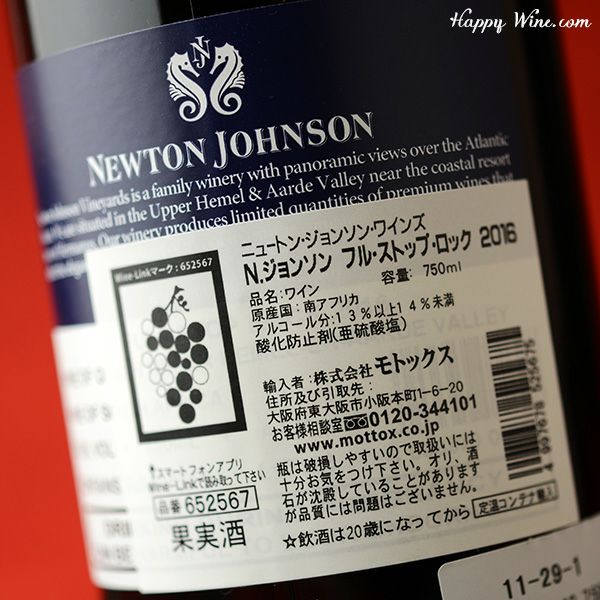 Happy Wine.com
NJ
NEWTON JOHNSON
Vineyards is a family winery with panoramic views over the Atlantic
situated in the Upper Hemel & Aarde Valley near the coastal resort
Our winery produces limited quantities of premium wines that
Wine-Linkマーク:652567
ニュートン・ジョンソン・ワインズ
N.ジョンソン フル・ストップ・ロック 2016
容量: 750ml
品名:ワイン
原産国:南アフリカ
アルコール分:13%以上14%未満
酸化防止剤(亜硫酸塩)
輸入者:株式会社 モトックス
住所及び引取先:
大阪府東大阪市小阪本町1-6-20
お客様相談室 0120-344101
www.mottox.co.jp
瓶は破損しやすいので取扱いには
十分お気をつけ下さい。オリ、酒
石が沈殿していることがあります
が品質には問題はございません。
☆飲酒は20歳になってから 定温コンテナ輸入
↑スマートフォンアプリ
Wine-Linkで読み取って下さい
品番 652567
果実酒
4 997678 525675
VALLEY
11-29-1